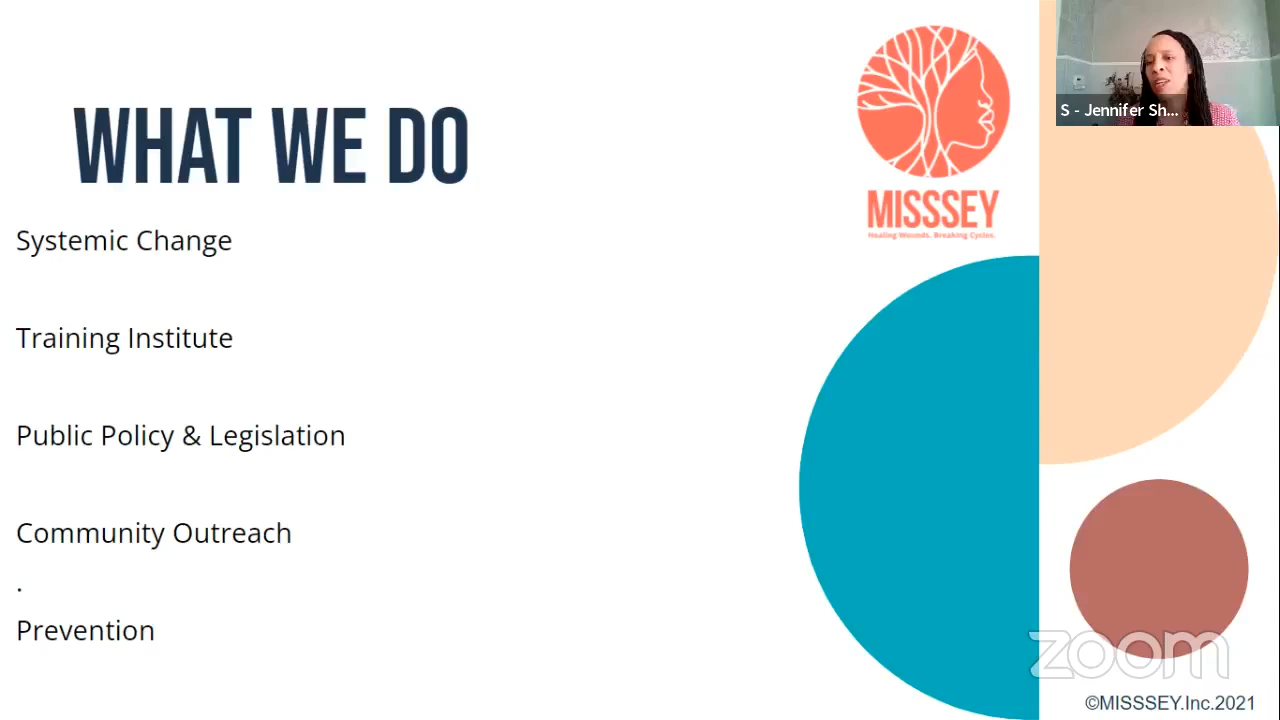 WHAT WE DO
Systemic Change
Training Institute
Public Policy & Legislation
Community Outreach
.
Prevention
MISSSEY
Healing Wounds. Breaking Cycles.
S - Jennifer Sh...
zoom
©MISSSEY.Inc.2021